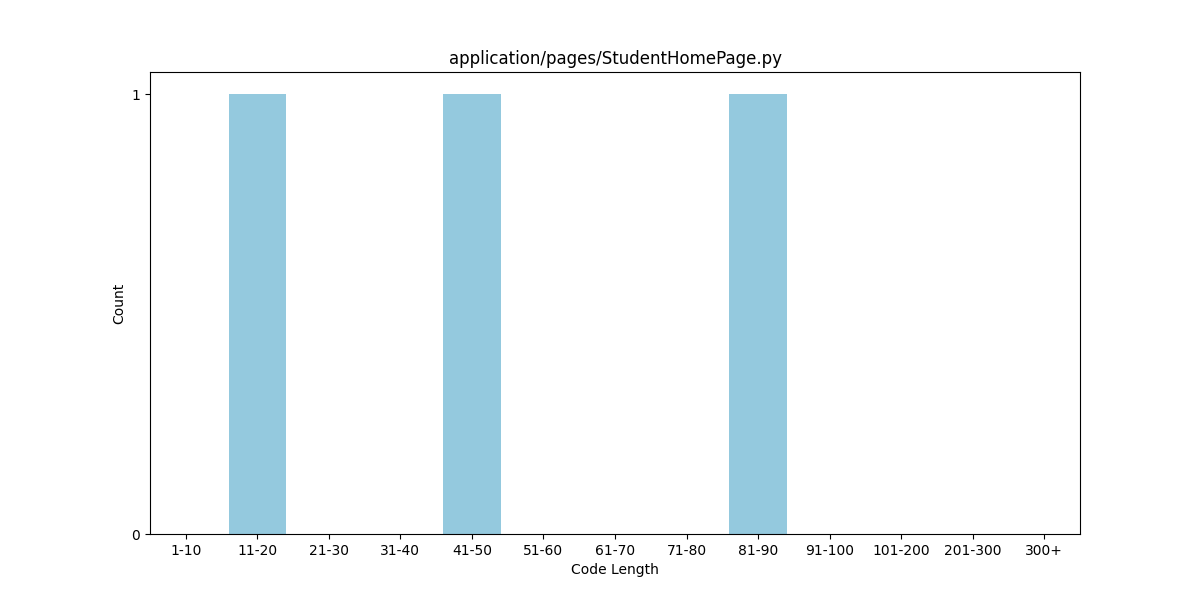 application/pages/StudentHomePage.py
1
Count
0
1-10 11-20 21-30 31-40 41-50 51-60 61-70 71-80 81-90 91-100 101-200 201-300 300+
Code Length